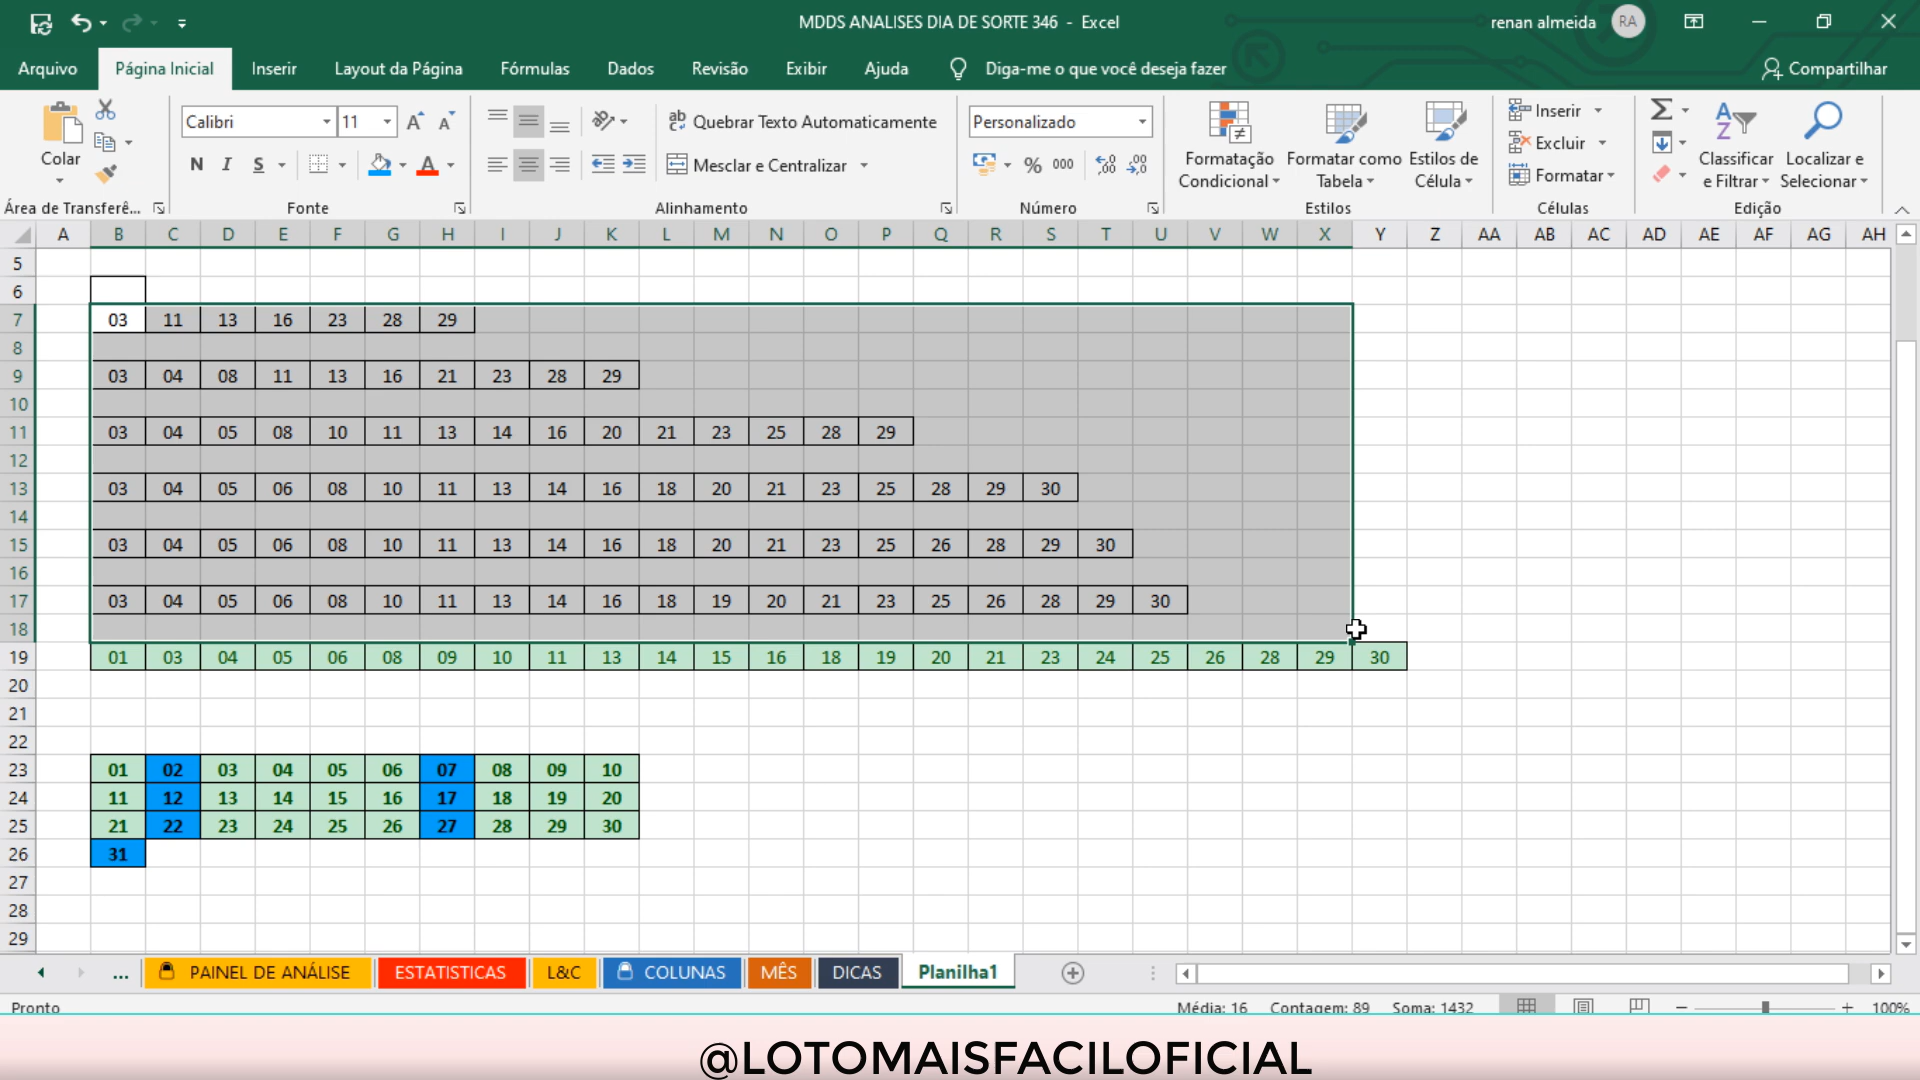 MDDS ANALISES DIA DE SORTE 346 - Excel
renan almeida RA
Arquivo Página Inicial Inserir Layout da Página Fórmulas Dados Revisão Exibir Ajuda Diga-me o que você deseja fazer Compartilhar
Colar
Área de Transferê...
Calibri 11
N I S A
Fonte
Quebrar Texto Automaticamente
Mesclar e Centralizar
Alinhamento
Personalizado
% 000
Número
Formatação Condicional
Formatar como Tabela
Estilos de Célula
Estilos
Inserir
Excluir
Formatar
Células
Classificar e Filtrar
Localizar e Selecionar
Edição
A B C D E F G H I J K L M N O P Q R S T U V W X Y Z AA AB AC AD AE AF AG AH
5
6
7 03 11 13 16 23 28 29
8
9 03 04 08 11 13 16 21 23 28 29
10
11 03 04 05 08 10 11 13 14 16 20 21 23 25 28 29
12
13 03 04 05 06 08 10 11 13 14 16 18 20 21 23 25 28 29 30
14
15 03 04 05 06 08 10 11 13 14 16 18 20 21 23 25 26 28 29 30
16
17 03 04 05 06 08 10 11 13 14 16 18 19 20 21 23 25 26 28 29 30
18
19 01 03 04 05 06 08 09 10 11 13 14 15 16 18 19 20 21 23 24 25 26 28 29 30
20
21
22
23 01 02 03 04 05 06 07 08 09 10
24 11 12 13 14 15 16 17 18 19 20
25 21 22 23 24 25 26 27 28 29 30
26 31
27
28
29
... PAINEL DE ANÁLISE ESTATISTICAS L&C COLUNAS MÊS DICAS Planilha1
Pronto Média: 16 Contagem: 89 Soma: 1432 100%
@LOTOMAISFACILOFICIAL